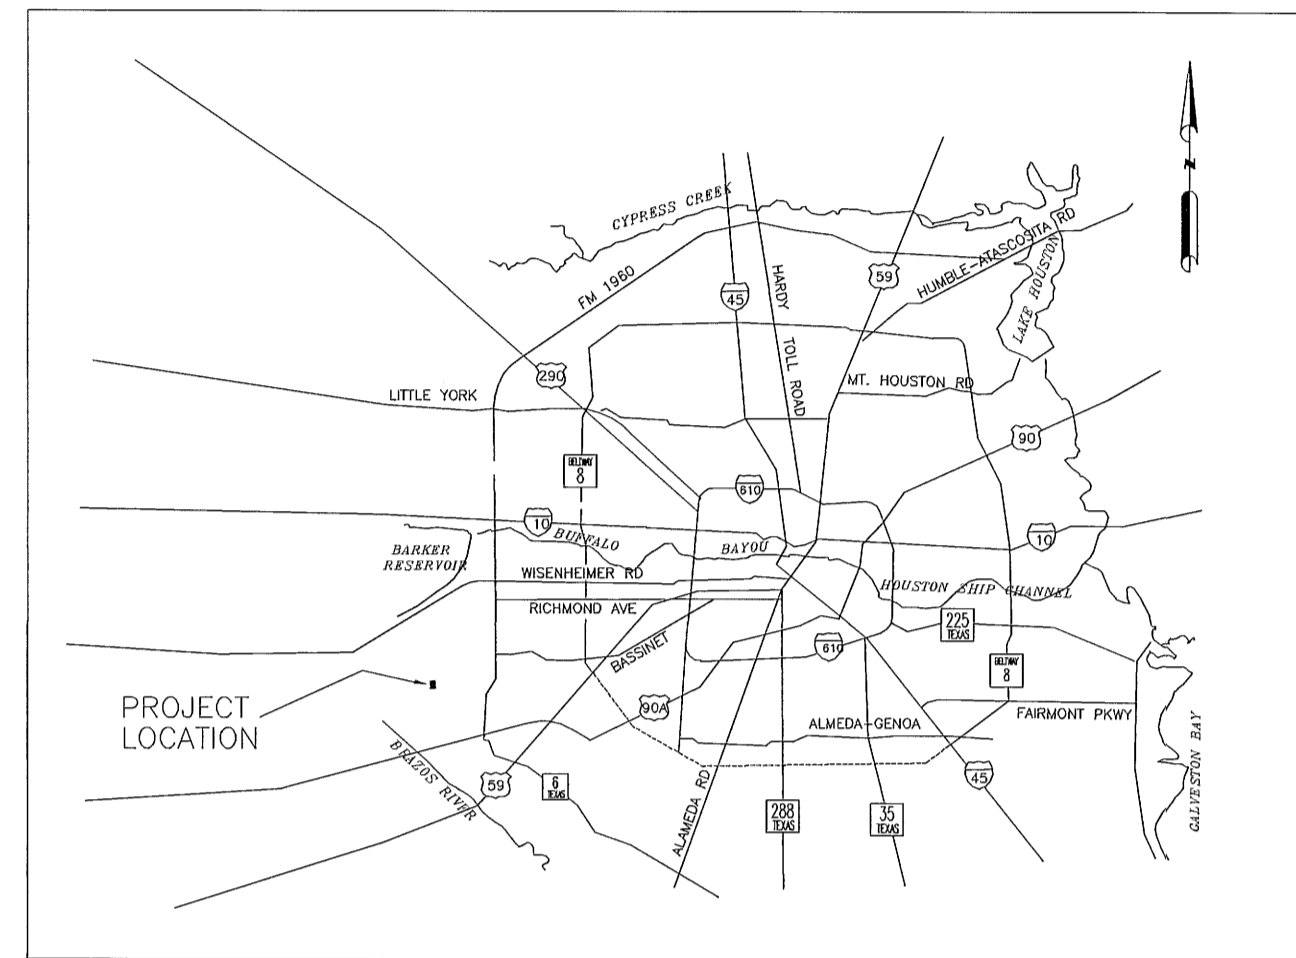 N
CYPRESS CREEK
HUMBLE-ATASCOSITA RD
LAKE HOUSTON
FM 1960
HARDY
TOLL ROAD
59
45
290
LITTLE YORK
MT. HOUSTON RD
90
BELTWAY
8
610
10
10
BUFFALO
BAYOU
BARKER
RESERVOIR
WISENHEIMER RD
HOUSTON SHIP CHANNEL
RICHMOND AVE
225
TEXAS
BASSINET
610
BELTWAY
8
PROJECT
LOCATION
90A
ALMEDA-GENOA
FAIRMONT PKWY
BRAZOS RIVER
59
6
TEXAS
ALAMEDA RD
288
TEXAS
35
TEXAS
45
GALVESTON BAY